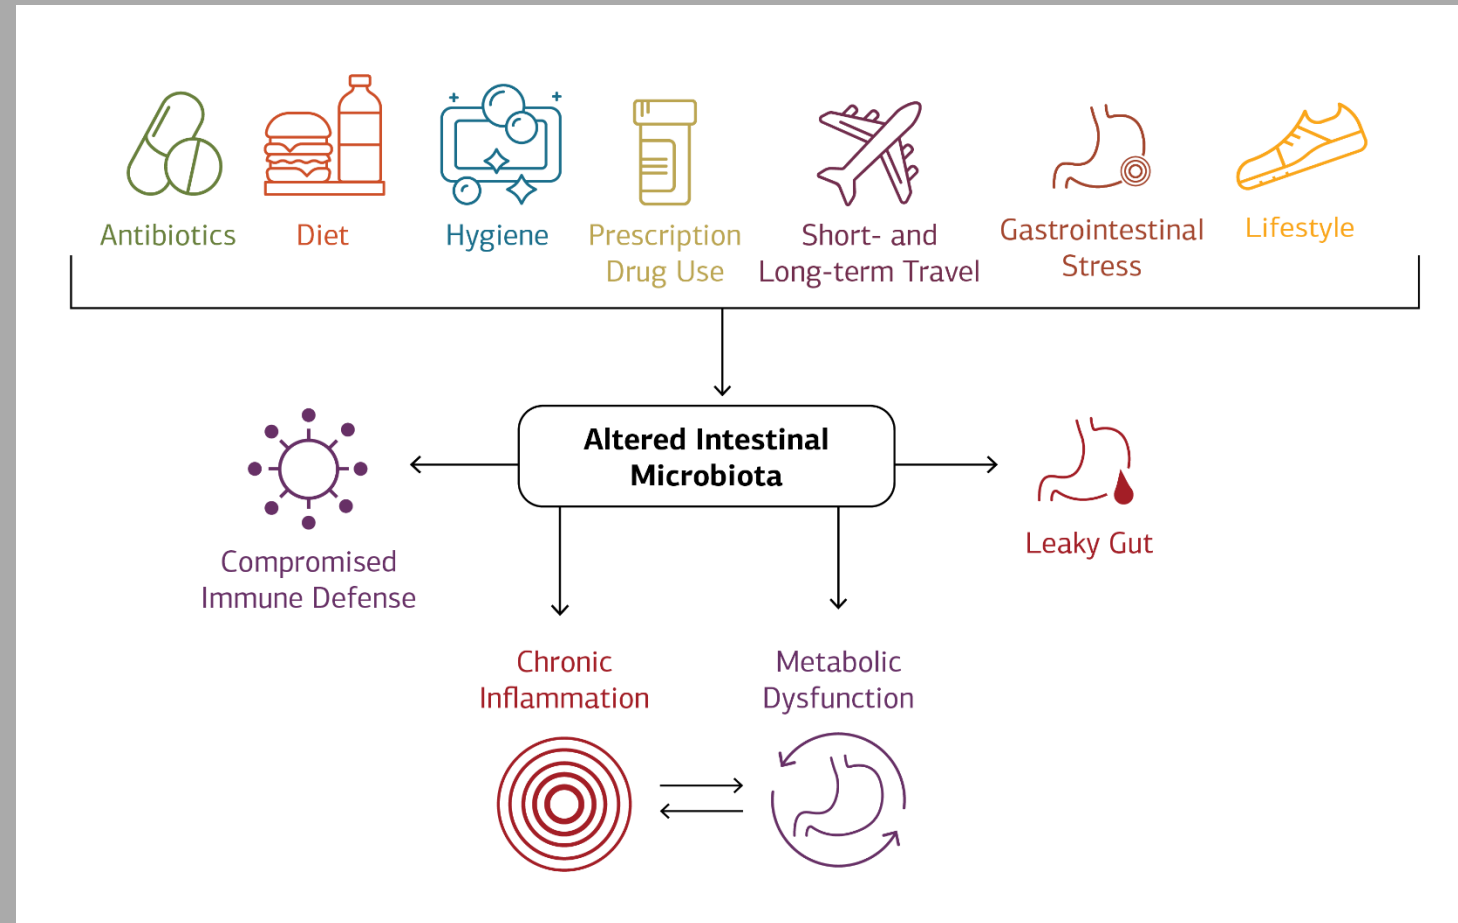 Antibiotics
Diet
Hygiene
Prescription
Drug Use
Short- and
Long-term Travel
Gastrointestinal
Stress
Lifestyle
Altered Intestinal
Microbiota
Compromised
Immune Defense
Leaky Gut
Chronic
Inflammation
Metabolic
Dysfunction